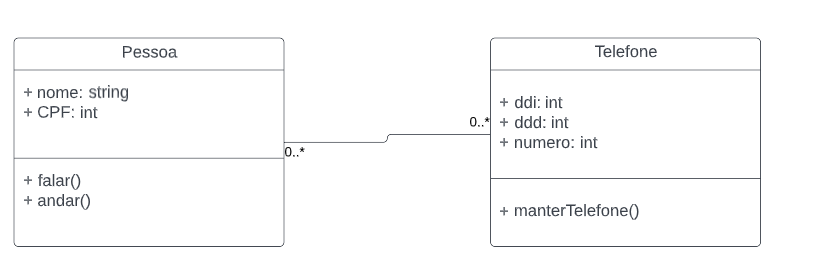 Pessoa
+ nome: string
+ CPF: int
+ falar()
+ andar()
0..*
0..*
Telefone
+ ddi: int
+ ddd: int
+ numero: int
+ manterTelefone()